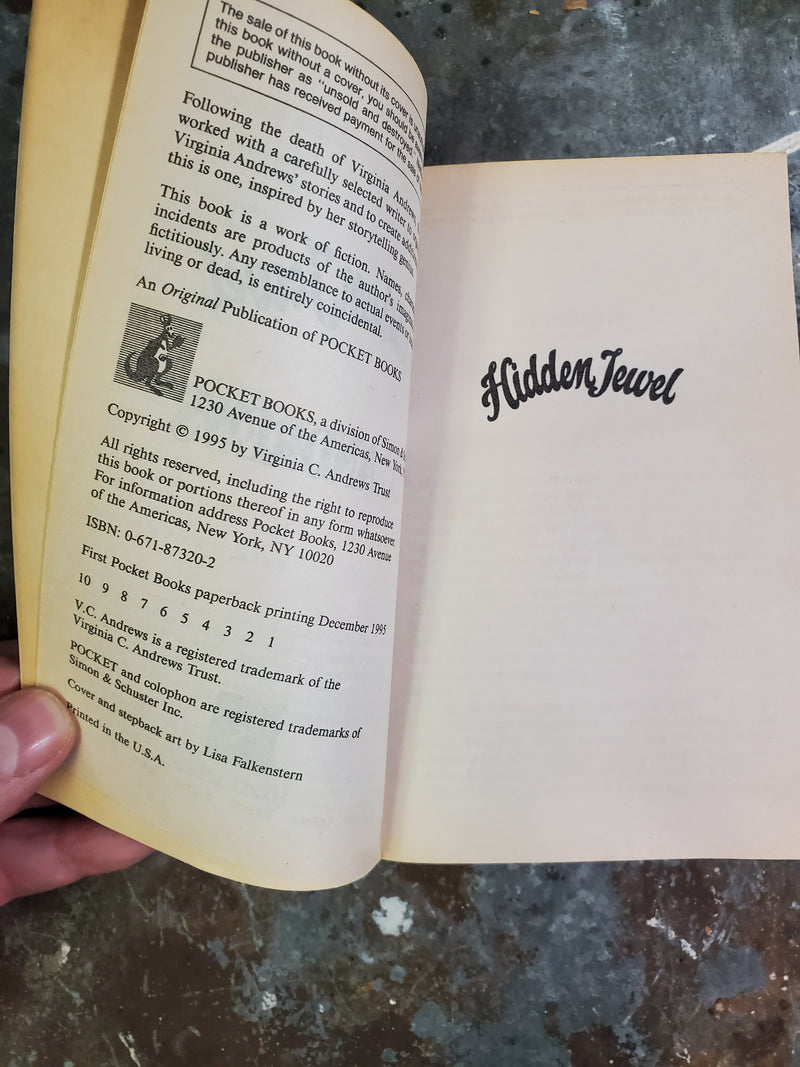 The sale of this book without its cover is
this book without a cover, you should be
the publisher as "unsold and destroyed."
publisher has received payment for the
Following the death of Virginia Andrews,
worked with a carefully selected writer to
Virginia Andrews' stories and to create
this is one, inspired by her storytelling genius.
This book is a work of fiction. Names,
incidents are products of the author's
fictitiously. Any resemblance to actual events or
living or dead, is entirely coincidental.
An Original Publication of POCKET BOOKS
POCKET BOOKS, a division of Simon &
1230 Avenue of the Americas, New York,
Copyright © 1995 by Virginia C. Andrews Trust
All rights reserved, including the right to reproduce
this book or portions thereof in any form whatsoever.
For information address Pocket Books, 1230 Avenue
of the Americas, New York, NY 10020
ISBN: 0-671-87320-2
First Pocket Books paperback printing December 1995
10 9 8 7 6 5 4 3 2 1
V.C. Andrews is a registered trademark of the
Virginia C. Andrews Trust.
POCKET and colophon are registered trademarks of
Simon & Schuster Inc.
Cover and stepback art by Lisa Falkenstern
Printed in the U.S.A.
Hidden Jewel